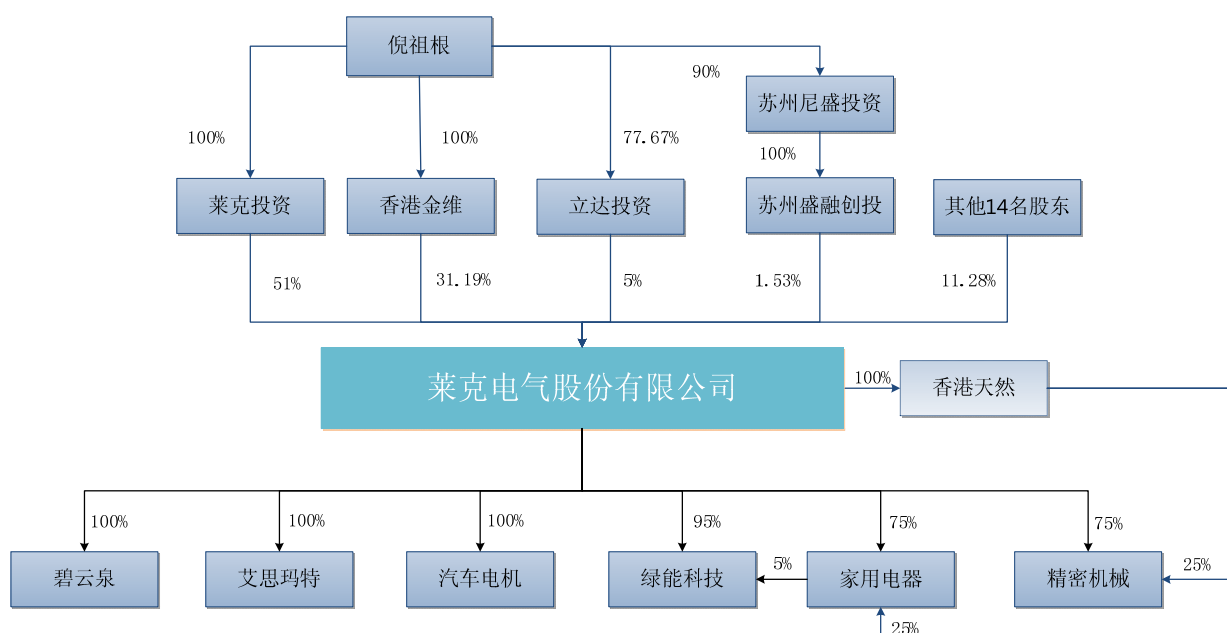 倪祖根
90%
苏州尼盛投资
100%
100%
77.67%
100%
莱克投资
香港金维
立达投资
苏州盛融创投
其他14名股东
51%
31.19%
5%
1.53%
11.28%
莱克电气股份有限公司
100%
香港天然
100%
100%
100%
95%
75%
75%
碧云泉
艾思玛特
汽车电机
绿能科技
5%
家用电器
精密机械
25%
25%